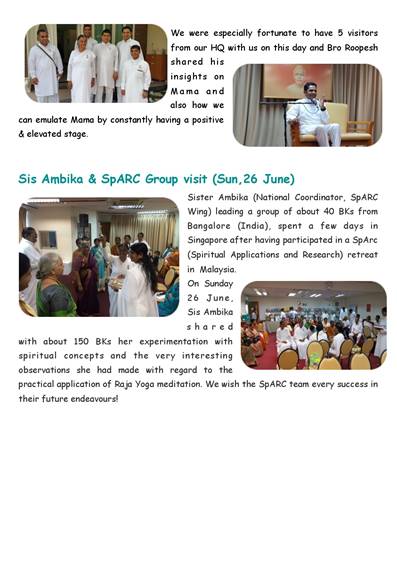 We were especially fortunate to have 5 visitors
from our HQ with us on this day and Bro Roopesh
shared his
insights on
Mama and
also how we
can emulate Mama by constantly having a positive
& elevated stage.
Sis Ambika & SpARC Group visit (Sun,26 June)
Sister Ambika (National Coordinator, SpARC
Wing) leading a group of about 40 BKs from
Bangalore (India), spent a few days in
Singapore after having participated in a SpArc
(Spiritual Applications and Research) retreat
in Malaysia.
On Sunday
26 June,
Sis Ambika
shared
with about 150 BKs her experimentation with
spiritual concepts and the very interesting
observations she had made with regard to the
practical application of Raja Yoga meditation. We wish the SpARC team every success in
their future endeavours!